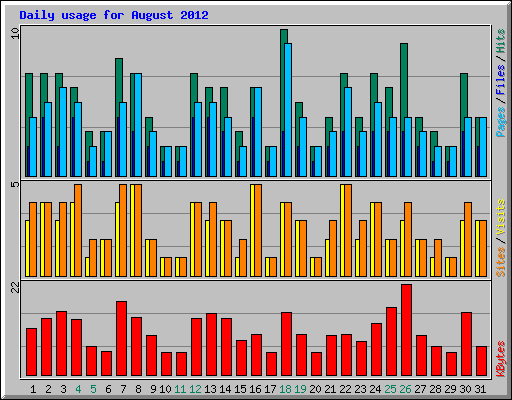 Daily usage for August 2012
10
Pages/Files/Hits
5
Sites/Visits
22
KBytes
1 2 3 4 5 6 7 8 9 10 11 12 13 14 15 16 17 18 19 20 21 22 23 24 25 26 27 28 29 30 31